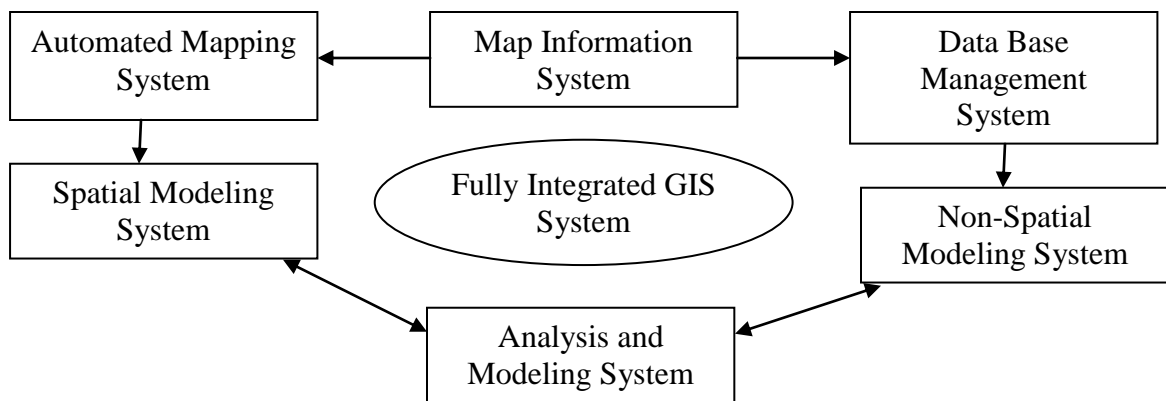 Automated Mapping
System
Map Information
System
Data Base
Management
System
Spatial Modeling
System
Fully Integrated GIS
System
Non-Spatial
Modeling System
Analysis and
Modeling System